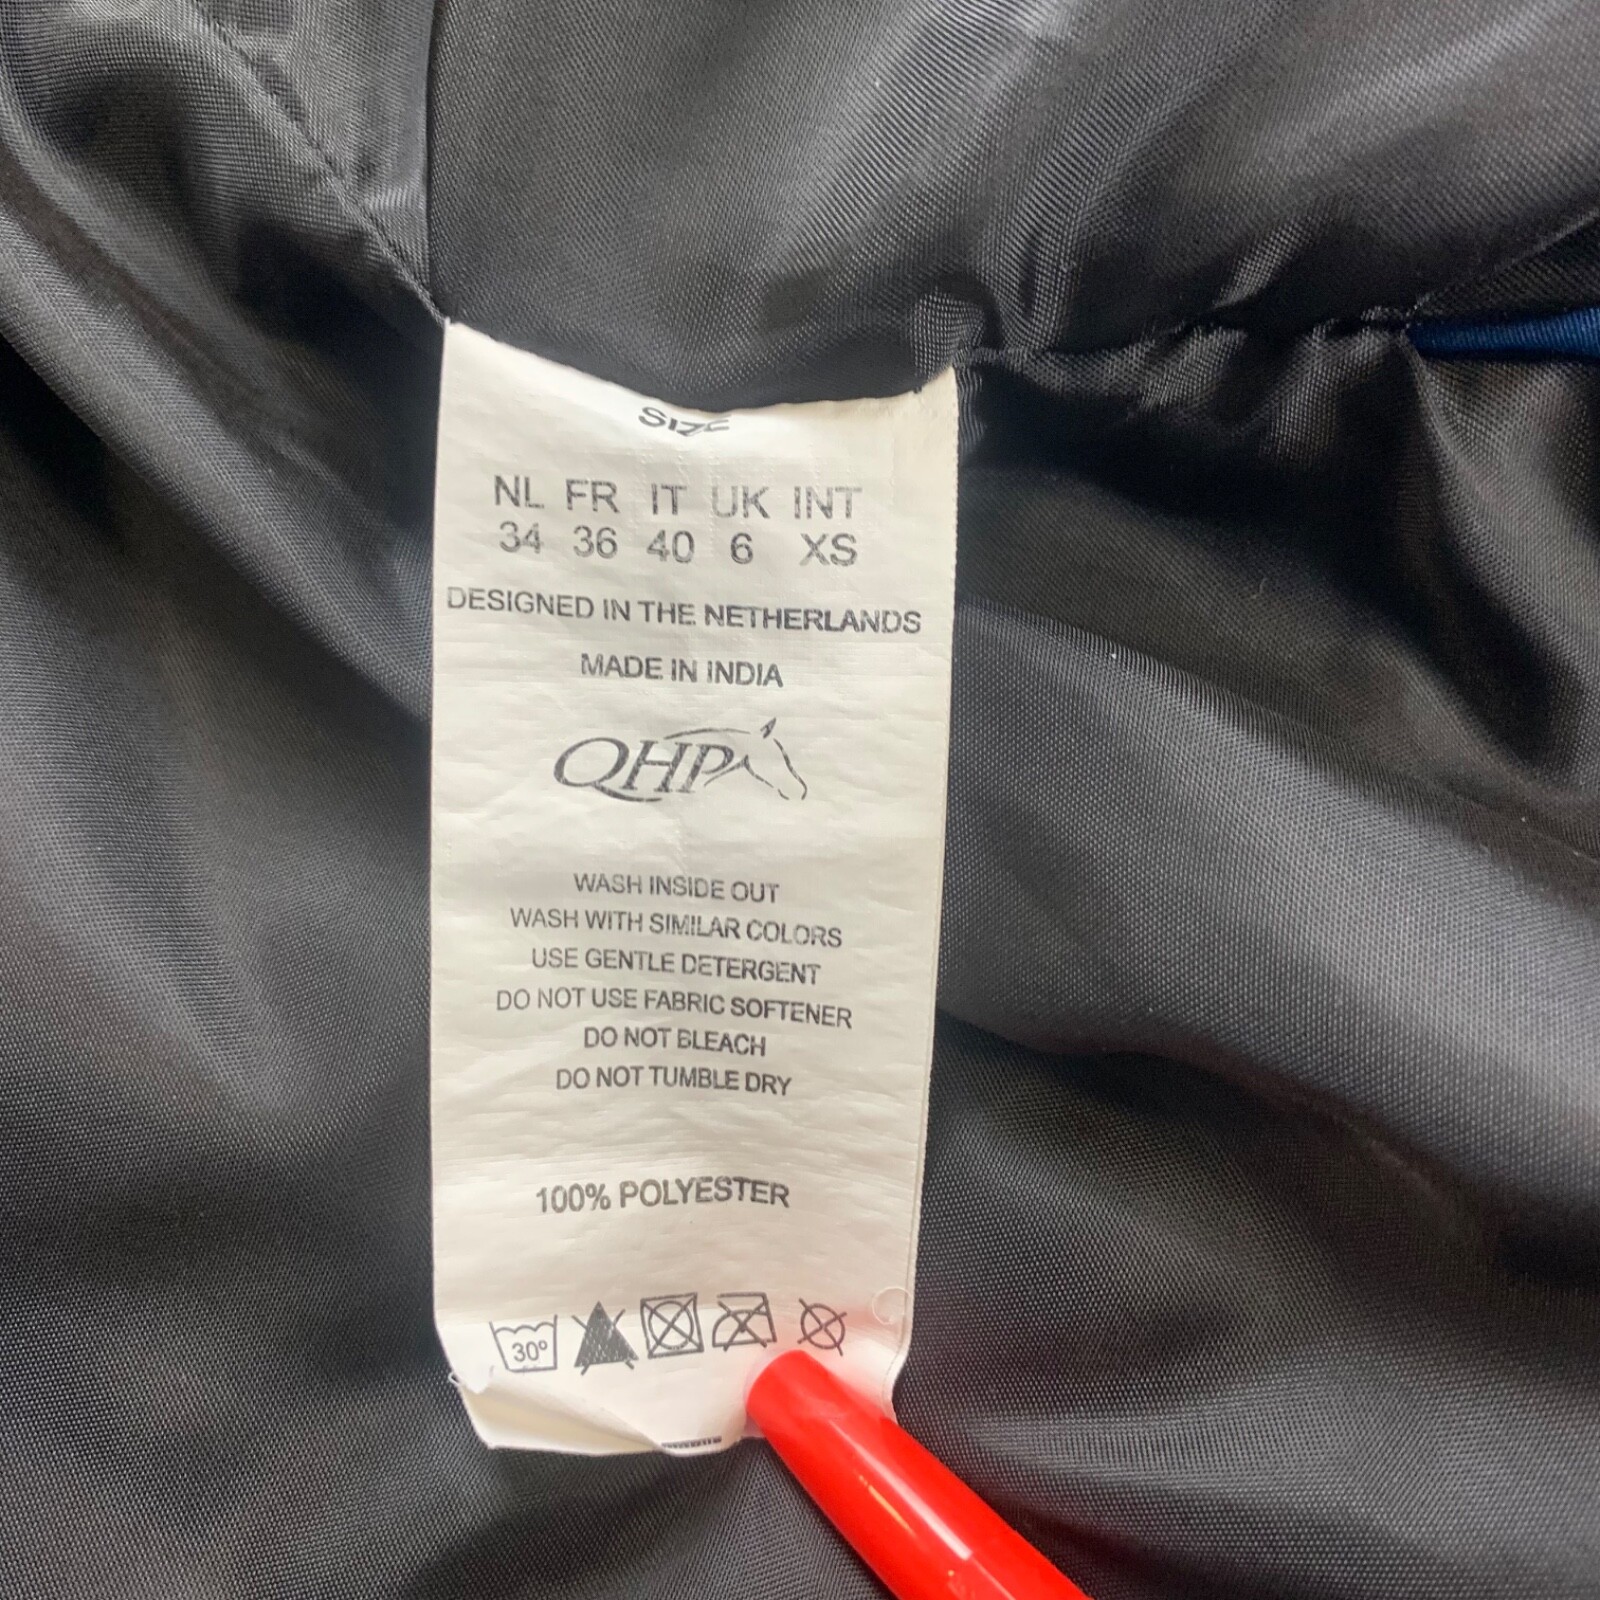 SIZE
NL FR IT UK INT
34 36 40 6 XS
DESIGNED IN THE NETHERLANDS
MADE IN INDIA
QHP
WASH INSIDE OUT
WASH WITH SIMILAR COLORS
USE GENTLE DETERGENT
DO NOT USE FABRIC SOFTENER
DO NOT BLEACH
DO NOT TUMBLE DRY
100% POLYESTER
30º